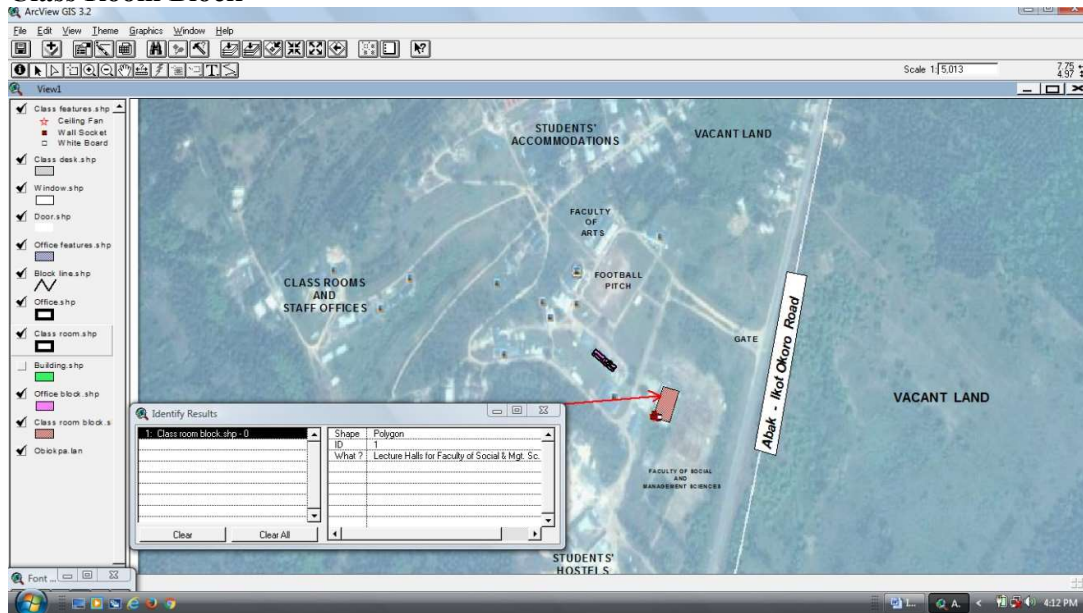 Class Room Block
ArcView GIS 3.2
File Edit View Theme Graphics Window Help
Scale 1: 5,013
7.75
4.97
View1
Class features.shp
Ceiling Fan
Wall Socket
White Board
Class desk.shp
Window.shp
Door.shp
Office features.shp
Block line.shp
Office.shp
Class room.shp
Building.shp
Office block.shp
Class room block.s
Obiokpa.lan
STUDENTS'
ACCOMMODATIONS
VACANT LAND
FACULTY
OF
ARTS
CLASS ROOMS
AND
STAFF OFFICES
FOOTBALL
PITCH
GATE
Abak - Ikot Okoro Road
VACANT LAND
FACULTY OF SOCIAL
AND
MANAGEMENT SCIENCES
STUDENTS'
HOSTELS
Identify Results
1: Class room block.shp - 0
Shape Polygon
ID 1
What ? Lecture Halls for Faculty of Social & Mgt. Sc.
Clear
Clear All
Font
A.
4:12 PM